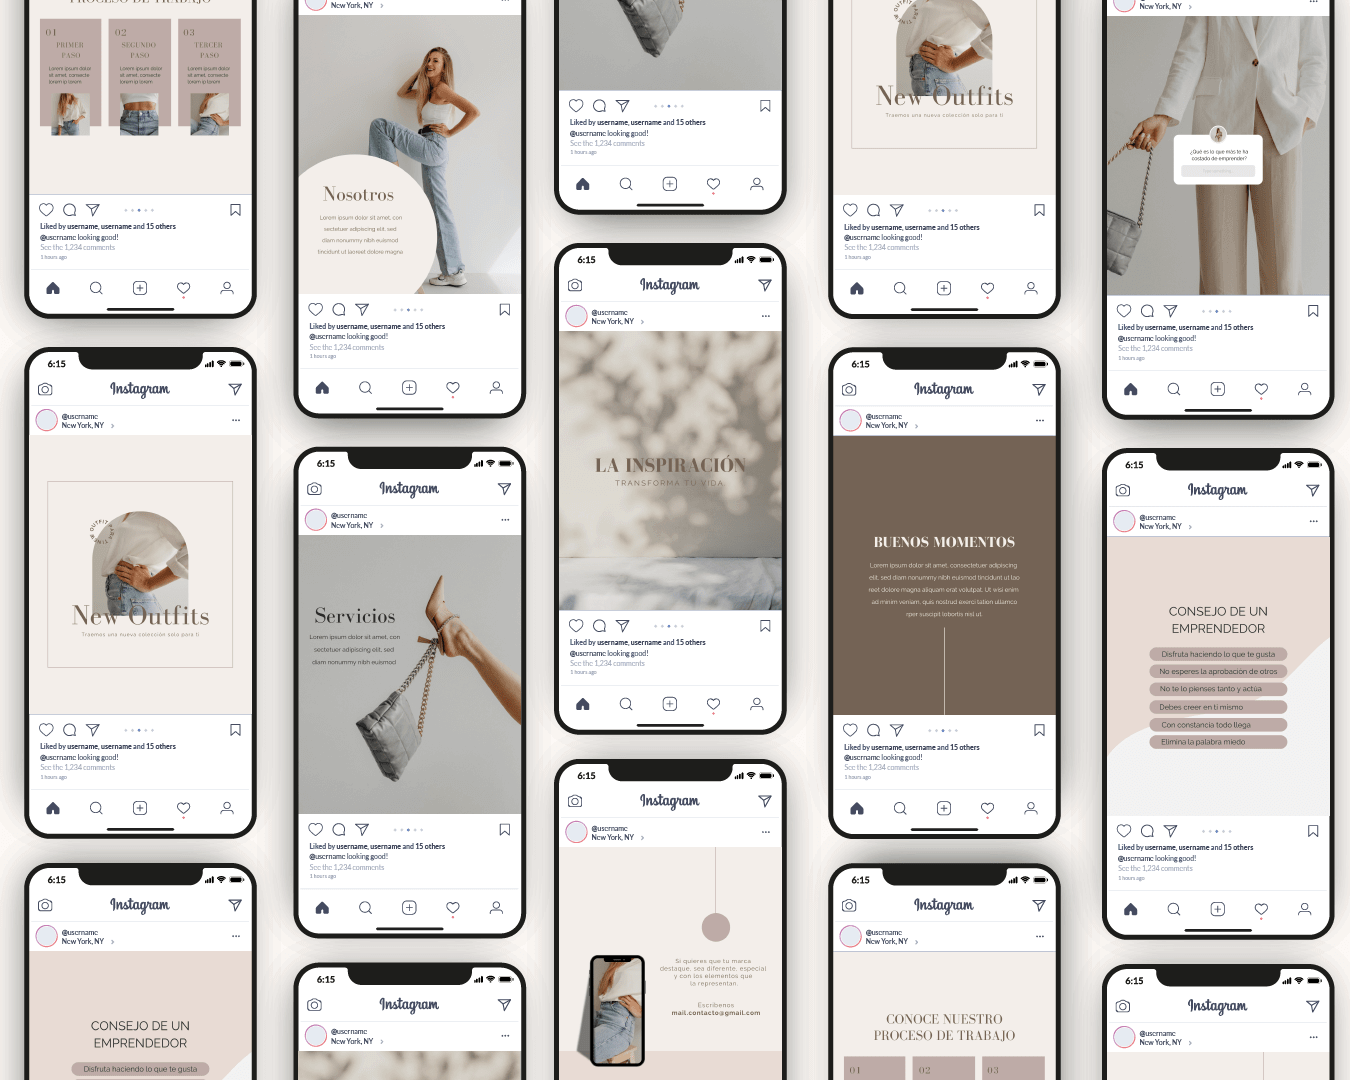 PROCESO DE TRABAJO
01
02
03
PRIMER
PASO
SEGUNDO
PASO
TERCER
PASO
Lorem ipsum dolor
sit amet, consecte
lorem ip lorem
Lorem ipsum dolor
sit amet, consecte
lorem ip lorem
Lorem ipsum dolor
sit amet, consecte
lorem ip lorem
Liked by username, username and 15 others
@username looking good!
See the 1,234 comments
1 hours ago
6:15
Instagram
@username
New York, NY
OUTFIT
New Outfits
Traemos una nueva colección solo para ti
Liked by username, username and 15 others
@username looking good!
See the 1,234 comments
1 hours ago
6:15
Instagram
@username
New York, NY
CONSEJO DE UN
EMPRENDEDOR
Disfruta haciendo lo que te gusta
New York, NY
Nosotros
Lorem ipsum dolor sit amet, con
sectetuer adipiscing elit, sed
diam nonummy nibh euismod
tincidunt ut laoreet dolore magna
Liked by username, username and 15 others
@username looking good!
See the 1,234 comments
1 hours ago
6:15
Instagram
@username
New York, NY
Servicios
Lorem ipsum dolor sit amet, con
sectetuer adipiscing elit, sed
diam nonummy nibh euismod
Liked by username, username and 15 others
@username looking good!
See the 1,234 comments
1 hours ago
6:15
Instagram
@username
New York, NY
Liked by username, username and 15 others
@username looking good!
See the 1,234 comments
1 hours ago
6:15
Instagram
@username
New York, NY
LA INSPIRACIÓN
TRANSFORMA TU VIDA
Liked by username, username and 15 others
@username looking good!
See the 1,234 comments
1 hours ago
6:15
Instagram
@username
New York, NY
Si quieres que tu marca
destaque, sea diferente, especial
y con los elementos que
la representan.
Escríbenos
mail.contacto@gmail.com
New Outfits
Traemos una nueva colección solo para ti
Liked by username, username and 15 others
@username looking good!
See the 1,234 comments
1 hours ago
6:15
Instagram
@username
New York, NY
BUENOS MOMENTOS
Lorem ipsum dolor sit amet, consectetuer adipiscing
elit, sed diam nonummy nibh euismod tincidunt ut lao
reet dolore magna aliquam erat volutpat. Ut wisi enim
ad minim veniam, quis nostrud exerci tation ullamco
rper suscipit lobortis nisl ut.
Liked by username, username and 15 others
@username looking good!
See the 1,234 comments
1 hours ago
6:15
Instagram
@username
New York, NY
CONOCE NUESTRO
PROCESO DE TRABAJO
01
02
03
New York, NY
¿Qué es lo que más te ha
costado de emprender?
Liked by username, username and 15 others
@username looking good!
See the 1,234 comments
1 hours ago
6:15
Instagram
@username
New York, NY
CONSEJO DE UN
EMPRENDEDOR
Disfruta haciendo lo que te gusta
No esperes la aprobación de otros
No te lo pienses tanto y actúa
Debes creer en ti mismo
Con constancia todo llega
Elimina la palabra miedo
Liked by username, username and 15 others
@username looking good!
See the 1,234 comments
1 hours ago
6:15
Instagram
@username
New York, NY